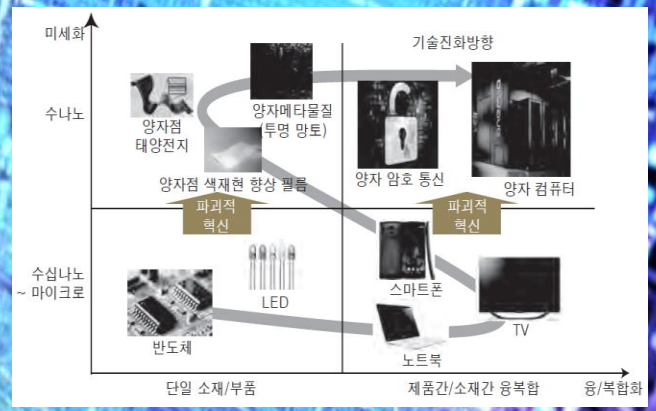 미세화
기술진화방향
수나노
양자점
태양전지
양자메타물질
(투명 망토)
양자점 색재현 향상 필름
양자 암호 통신
양자 컴퓨터
파괴적
혁신
파괴적
혁신
수십나노
~ 마이크로
LED
스마트폰
반도체
노트북
TV
단일 소재/부품
제품간/소재간 융복합
융/복합화